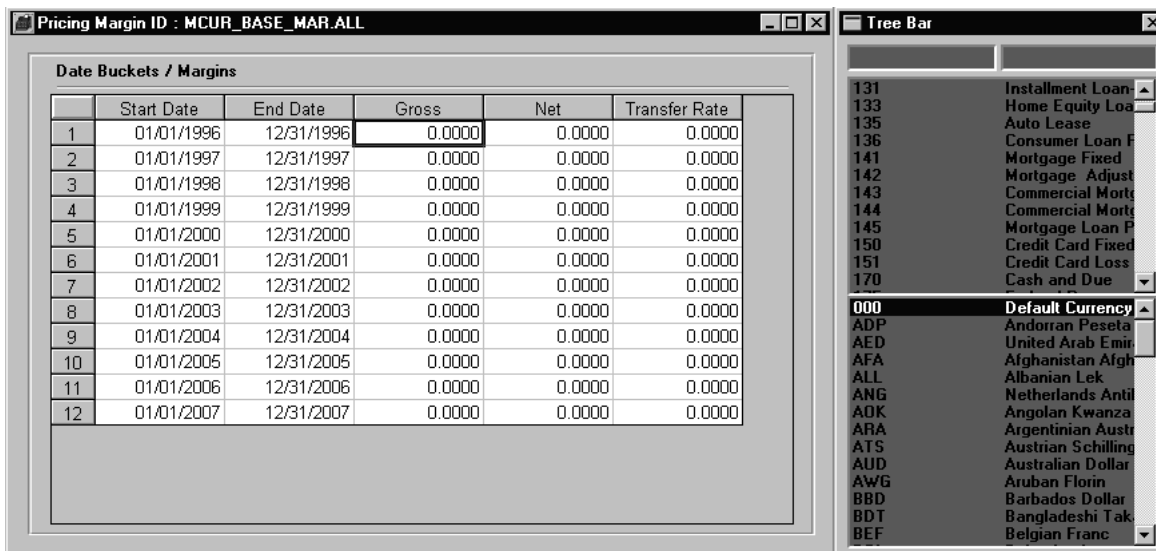 Pricing Margin ID : MCUR_BASE_MAR.ALL
Date Buckets / Margins
Start Date End Date Gross Net Transfer Rate
1 01/01/1996 12/31/1996 0.0000 0.0000 0.0000
2 01/01/1997 12/31/1997 0.0000 0.0000 0.0000
3 01/01/1998 12/31/1998 0.0000 0.0000 0.0000
4 01/01/1999 12/31/1999 0.0000 0.0000 0.0000
5 01/01/2000 12/31/2000 0.0000 0.0000 0.0000
6 01/01/2001 12/31/2001 0.0000 0.0000 0.0000
7 01/01/2002 12/31/2002 0.0000 0.0000 0.0000
8 01/01/2003 12/31/2003 0.0000 0.0000 0.0000
9 01/01/2004 12/31/2004 0.0000 0.0000 0.0000
10 01/01/2005 12/31/2005 0.0000 0.0000 0.0000
11 01/01/2006 12/31/2006 0.0000 0.0000 0.0000
12 01/01/2007 12/31/2007 0.0000 0.0000 0.0000
Tree Bar
131 Installment Loan-
133 Home Equity Loa
135 Auto Lease
136 Consumer Loan F
141 Mortgage Fixed
142 Mortgage Adjust
143 Commercial Mortg
144 Commercial Mortg
145 Mortgage Loan P
150 Credit Card Fixed
151 Credit Card Loss
170 Cash and Due
000 Default Currency
ADP Andorran Peseta
AED United Arab Emir
AFA Afghanistan Afgh
ALL Albanian Lek
ANG Netherlands Antil
AOK Angolan Kwanza
ARA Argentinian Austr
ATS Austrian Schilling
AUD Australian Dollar
AWG Aruban Florin
BBD Barbados Dollar
BDT Bangladeshi Tak
BEF Belgian Franc